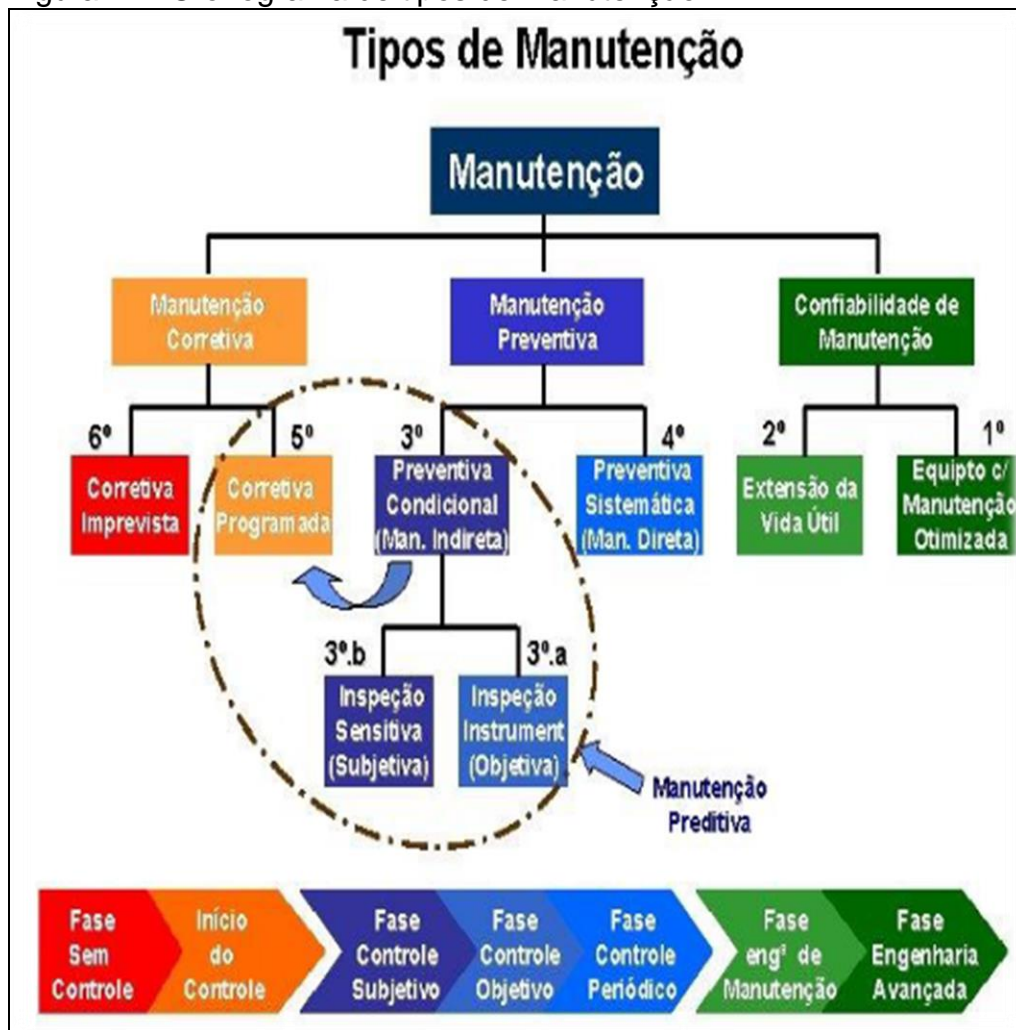 Tipos de Manutenção
Manutenção
Manutenção
Corretiva
Manutenção
Preventiva
Confiabilidade de
Manutenção
6º
5º
3º
4º
2º
1º
Corretiva
Imprevista
Corretiva
Programada
Preventiva
Condicional
(Man. Indireta)
Preventiva
Sistemática
(Man. Direta)
Extensão da
Vida Útil
Equipto c/
Manutenção
Otimizada
3º.b
3º.a
Inspeção
Sensitiva
(Subjetiva)
Inspeção
Instrument
(Objetiva)
Manutenção
Preditiva
Fase
Sem
Controle
Início
do
Controle
Fase
Controle
Subjetivo
Fase
Controle
Objetivo
Fase
Controle
Periódico
Fase
engª de
Manutenção
Fase
Engenharia
Avançada